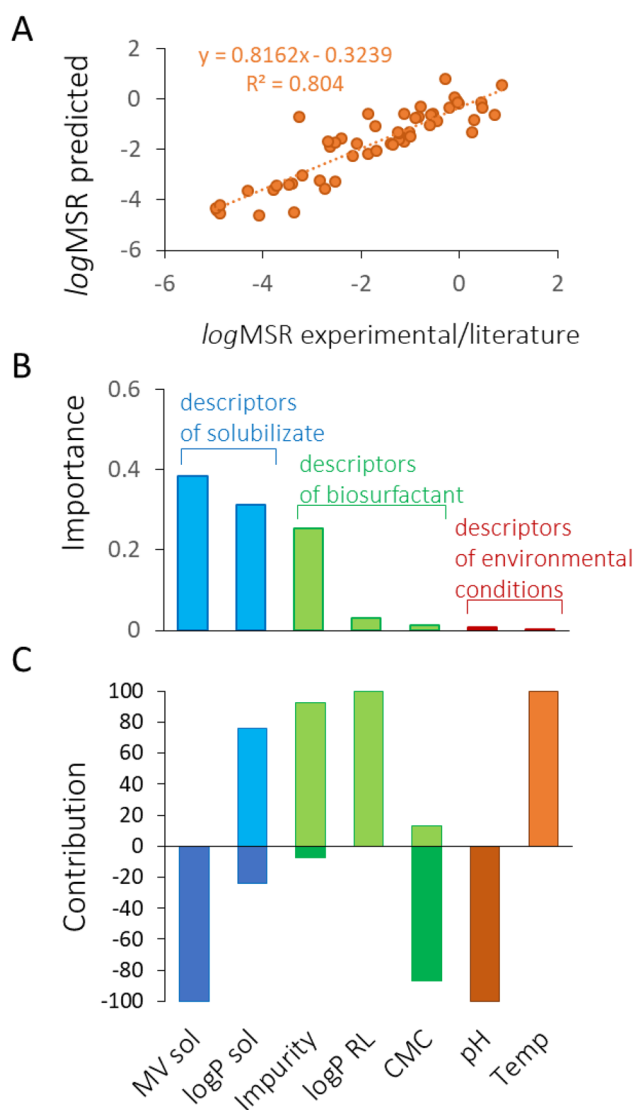 A
y = 0.8162x - 0.3239
R² = 0.804
logMSR predicted
2
0
-2
-4
-6
-6
-4
-2
0
2
logMSR experimental/literature
B
Importance
0.6
0.4
0.2
0
descriptors
of solubilizate
descriptors
of biosurfactant
descriptors
of environmental
conditions
C
Contribution
100
80
60
40
20
0
-20
-40
-60
-80
-100
MV sol
logP sol
Impurity
logP RL
CMC
pH
Temp